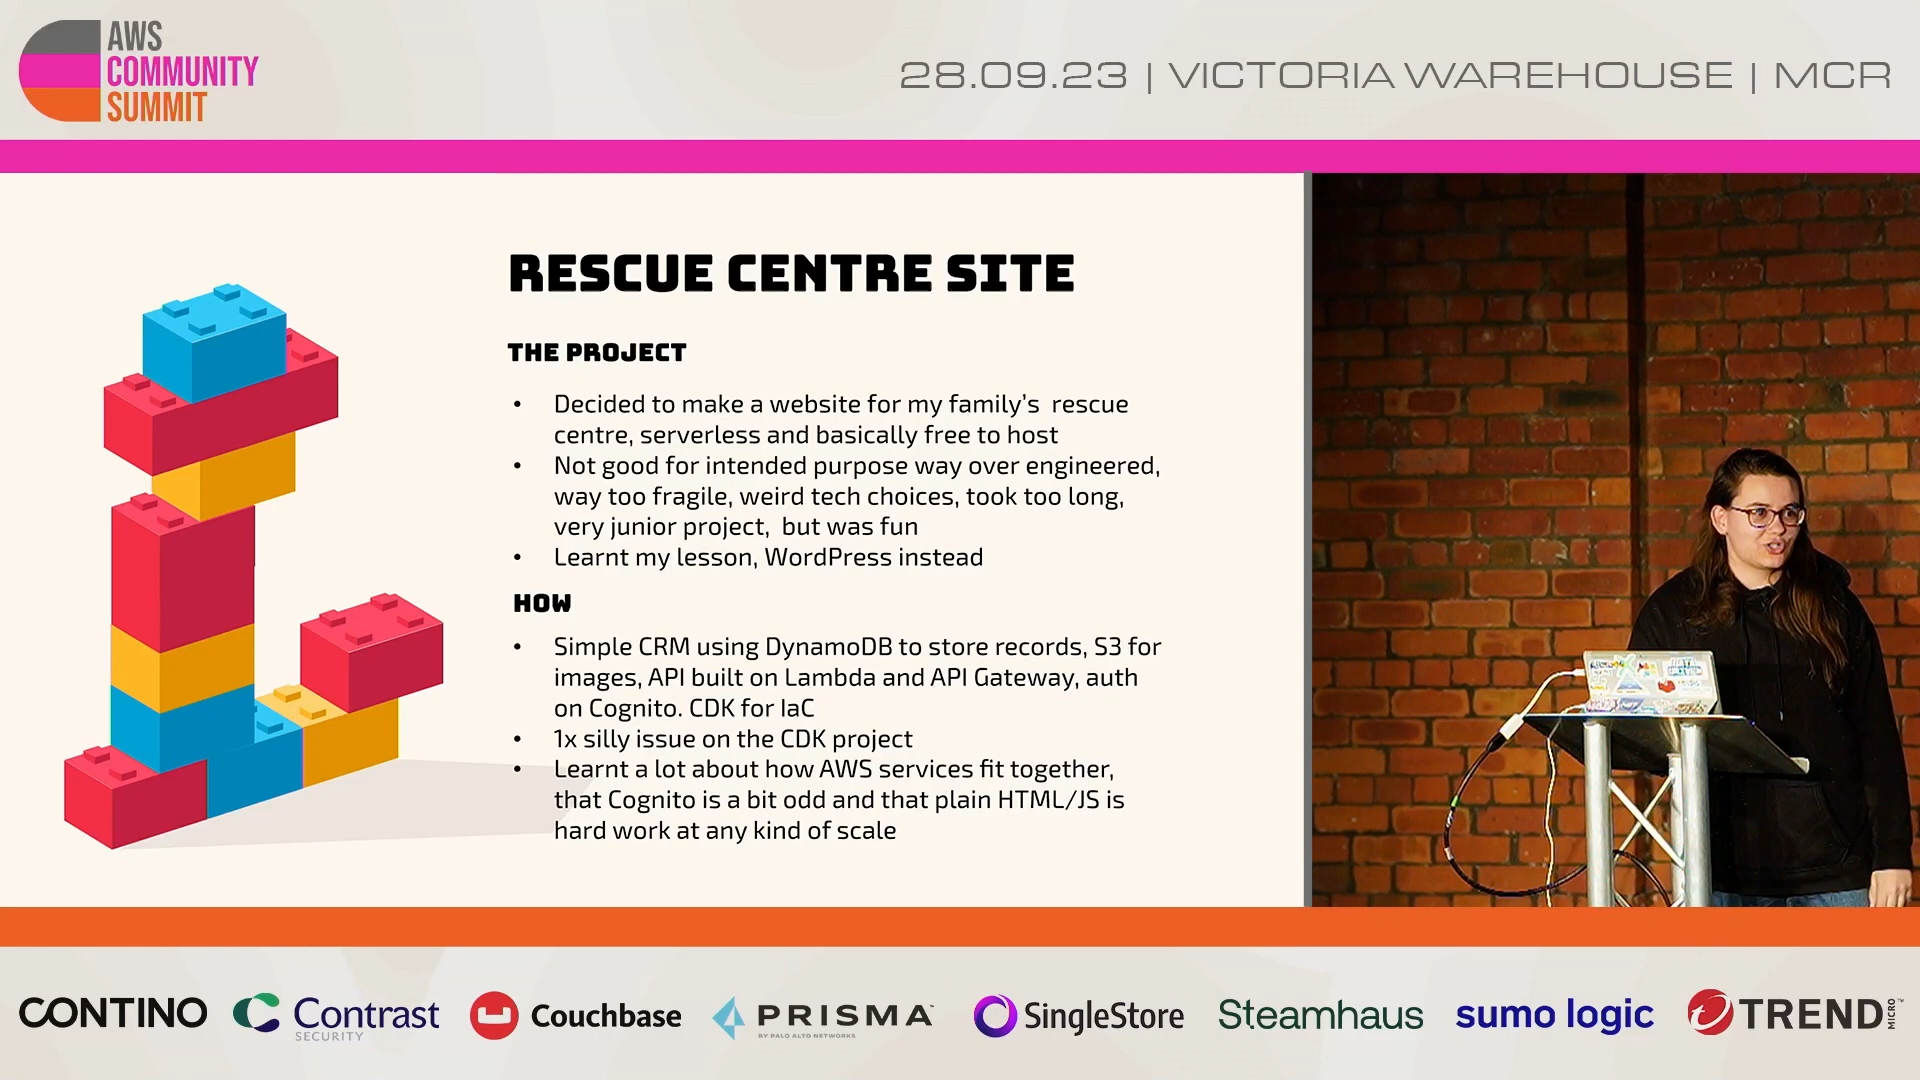 AWS
COMMUNITY
SUMMIT
28.09.23 | VICTORIA WAREHOUSE | MCR
RESCUE CENTRE SITE
THE PROJECT
• Decided to make a website for my family's rescue
centre, serverless and basically free to host
• Not good for intended purpose way over engineered,
way too fragile, weird tech choices, took too long,
very junior project, but was fun
• Learnt my lesson, WordPress instead
HOW
• Simple CRM using DynamoDB to store records, S3 for
images, API built on Lambda and API Gateway, auth
on Cognito. CDK for IaC
• 1x silly issue on the CDK project
• Learnt a lot about how AWS services fit together,
that Cognito is a bit odd and that plain HTML/JS is
hard work at any kind of scale
CONTINO
Contrast
SECURITY
Couchbase
PRISMA™
BY PALO ALTO NETWORKS
SingleStore
Steamhaus
sumo logic
TREND MICRO™